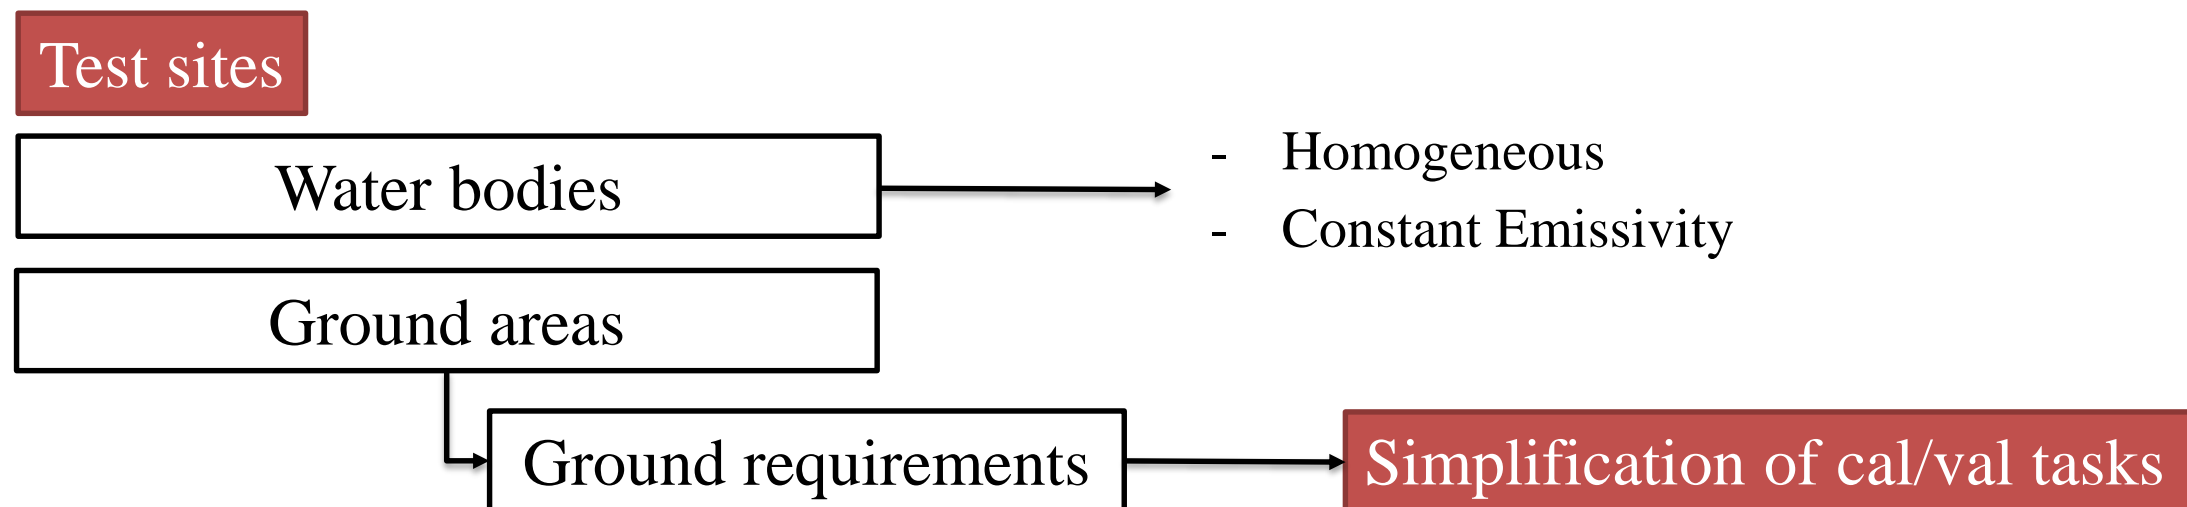 Test sites
Water bodies
- Homogeneous
- Constant Emissivity
Ground areas
Ground requirements
Simplification of cal/val tasks